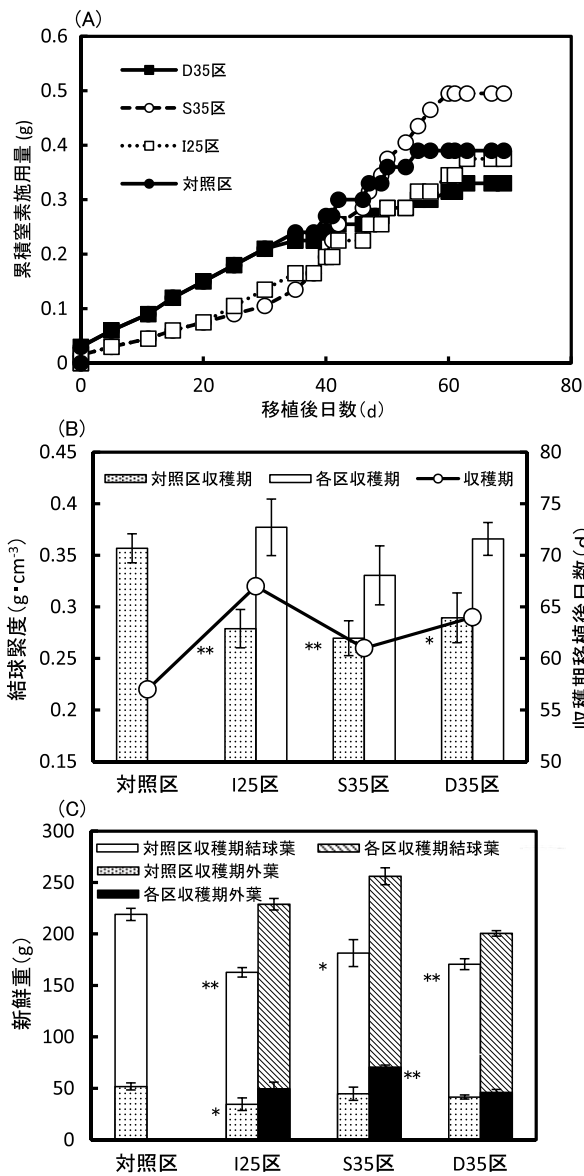 (A)
0.6
0.5
0.4
0.3
0.2
0.1
0
累積窒素施用量 (g)
D35区
S35区
I25区
対照区
0 20 40 60 80
移植後日数(d)
(B)
0.45
0.4
0.35
0.3
0.25
0.2
0.15
結球緊度(g・cm-3)
対照区収穫期 各区収穫期 収穫期
80
75
70
65
60
55
50
収穫期移植後日数(d)
** ** *
対照区 I25区 S35区 D35区
(C)
300
250
200
150
100
50
0
新鮮重(g)
対照区収穫期結球葉 各区収穫期結球葉
対照区収穫期外葉
各区収穫期外葉
** * **
* **
対照区 I25区 S35区 D35区